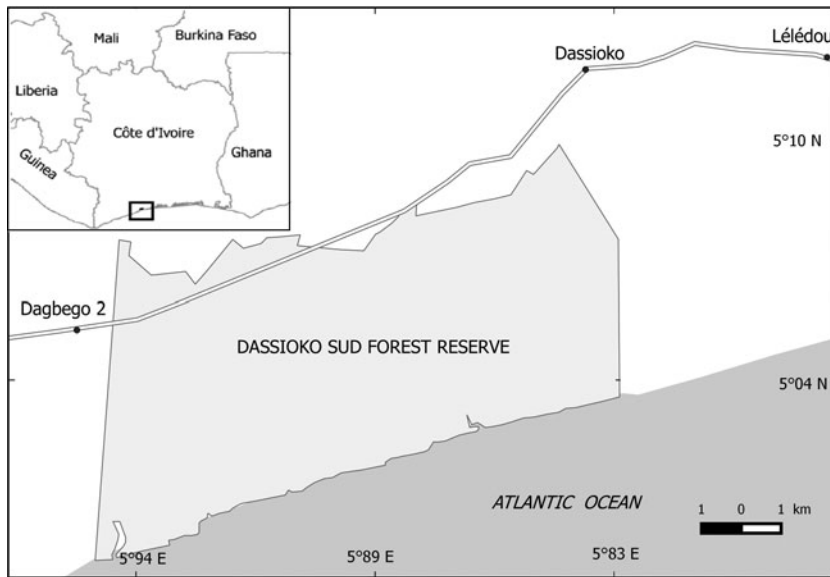 Mali
Burkina Faso
Liberia
Côte d'Ivoire
Guinea
Ghana
Lélédou
Dassioko
5°10 N
Dagbego 2
DASSIOKO SUD FOREST RESERVE
5°04 N
ATLANTIC OCEAN
1 0 1 km
5°94 E
5°89 E
5°83 E